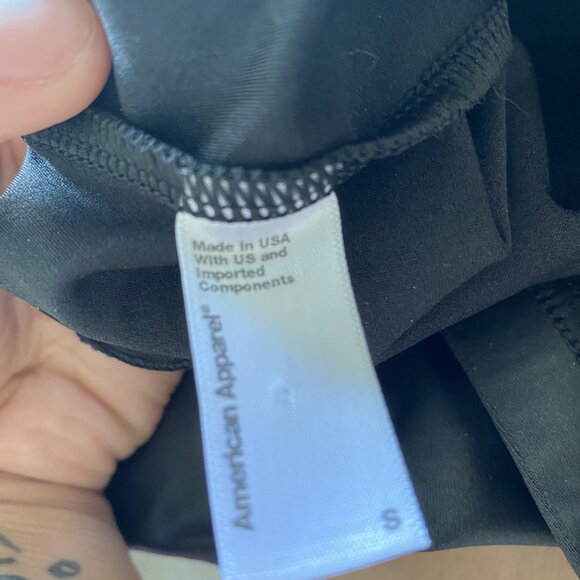 Made In USA
With US and
Imported
Components
American Apparel®
S